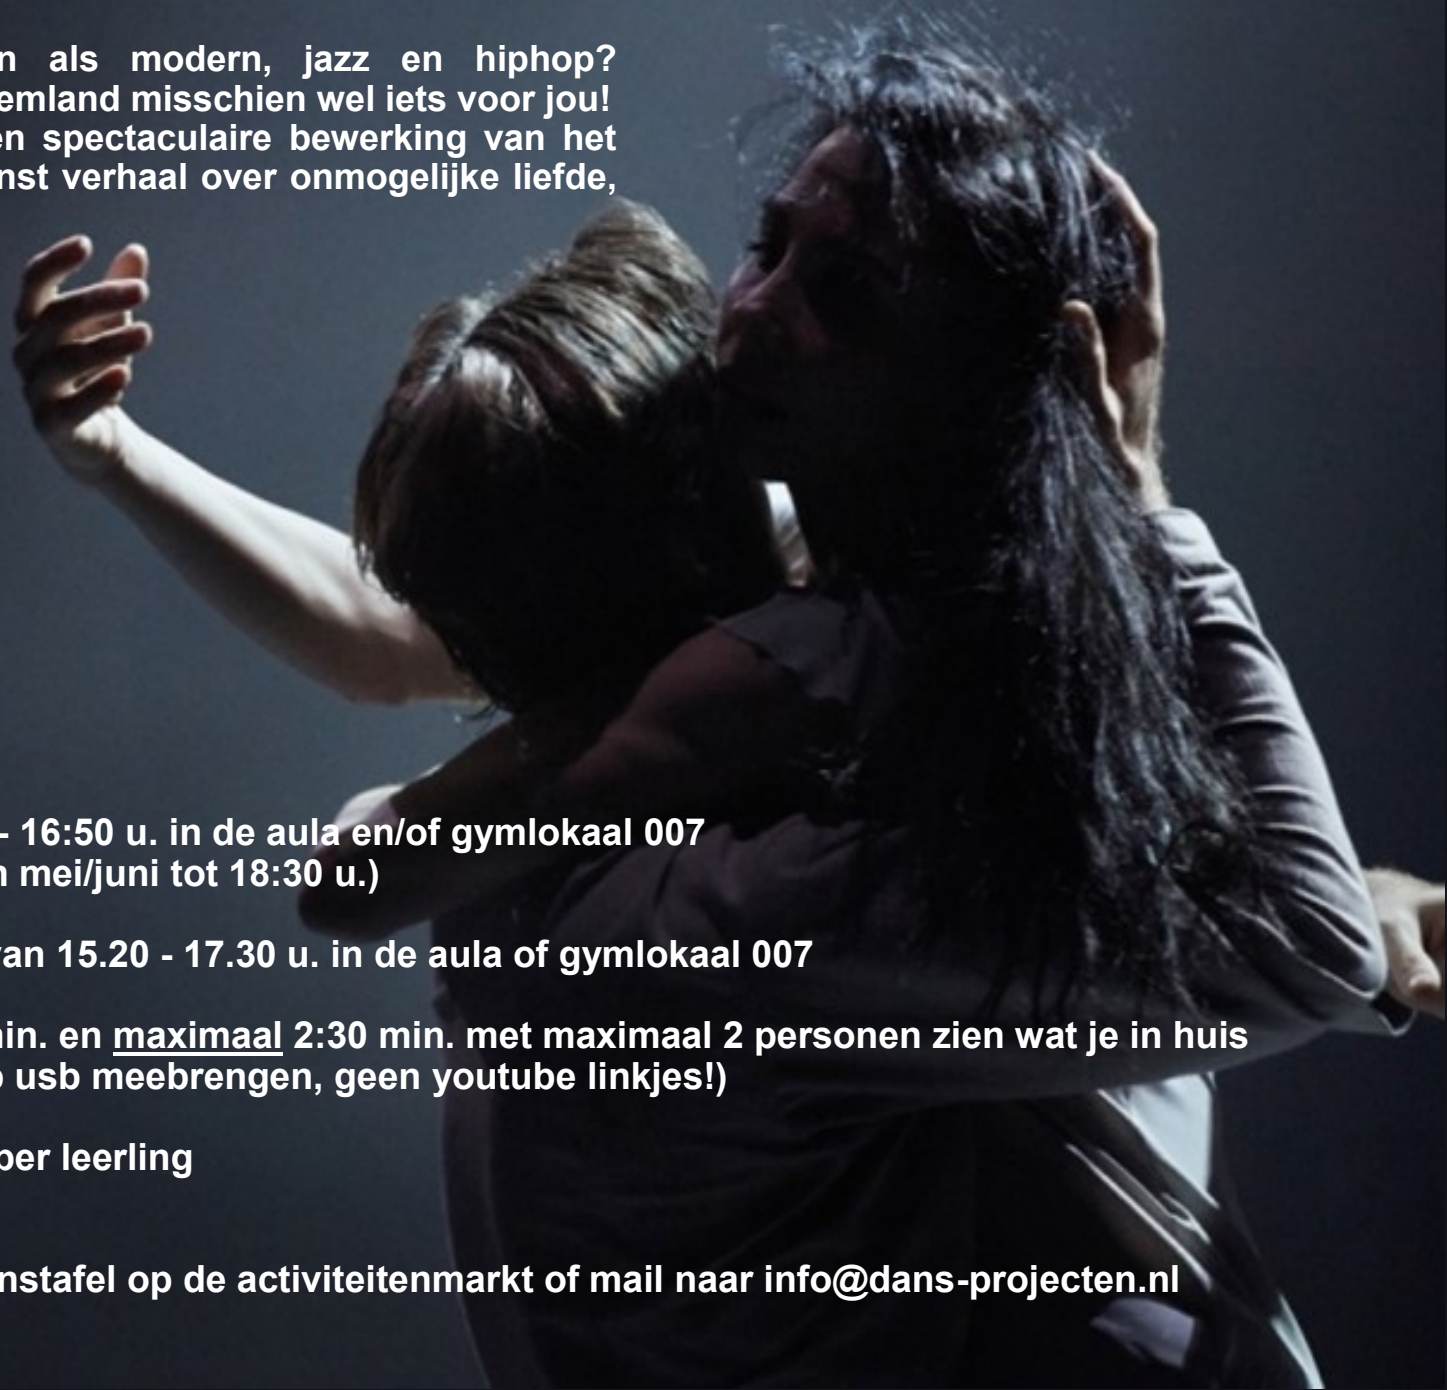 n als modern, jazz en hiphop?
emland misschien wel iets voor jou!
en spectaculaire bewerking van het
nst verhaal over onmogelijke liefde,
- 16:50 u. in de aula en/of gymlokaal 007
n mei/juni tot 18:30 u.)
van 15.20 - 17.30 u. in de aula of gymlokaal 007
min. en maximaal 2:30 min. met maximaal 2 personen zien wat je in huis
usb meebrengen, geen youtube linkjes!)
per leerling
nstafel op de activiteitenmarkt of mail naar info@dans-projecten.nl